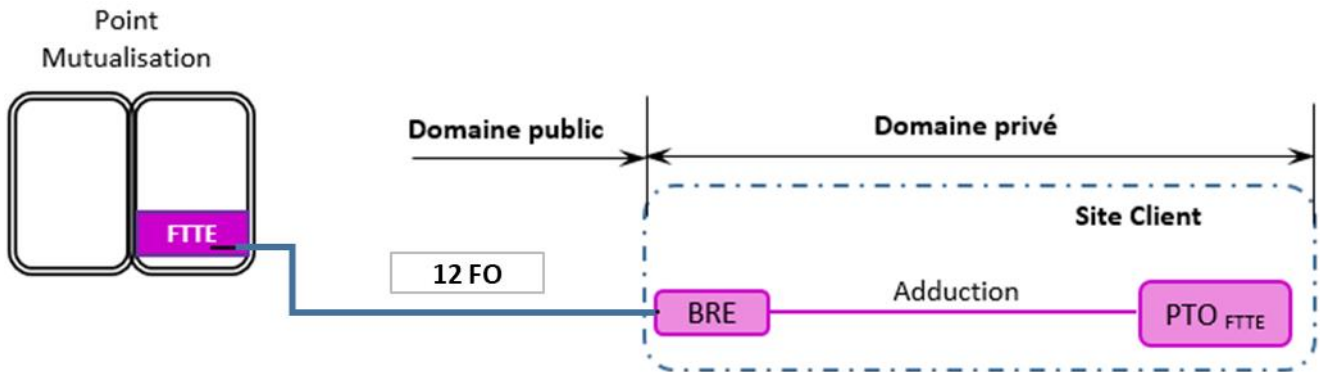 Point
Mutualisation
Domaine public
Domaine privé
Site Client
FTTE
12 FO
BRE
Adduction
PTO FTTE